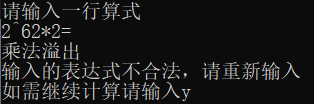 请输入一行算式
2^62*2=
乘法溢出
输入的表达式不合法，请重新输入
如需继续计算请输入y